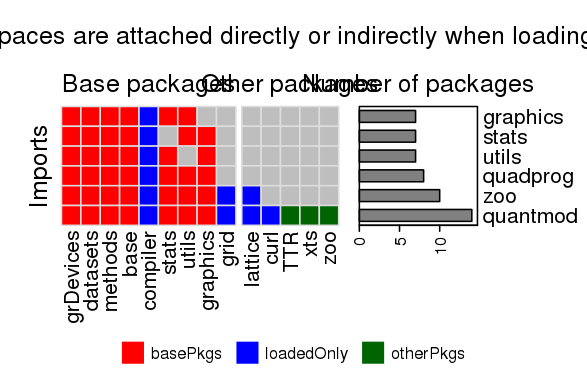 paces are attached directly or indirectly when loading
Base packages
Other packages
Number of packages
Imports
graphics
stats
utils
quadprog
zoo
quantmod
0
5
10
grDevices
datasets
methods
base
compiler
stats
utils
graphics
grid
lattice
curl
TTR
xts
zoo
basePkgs
loadedOnly
otherPkgs